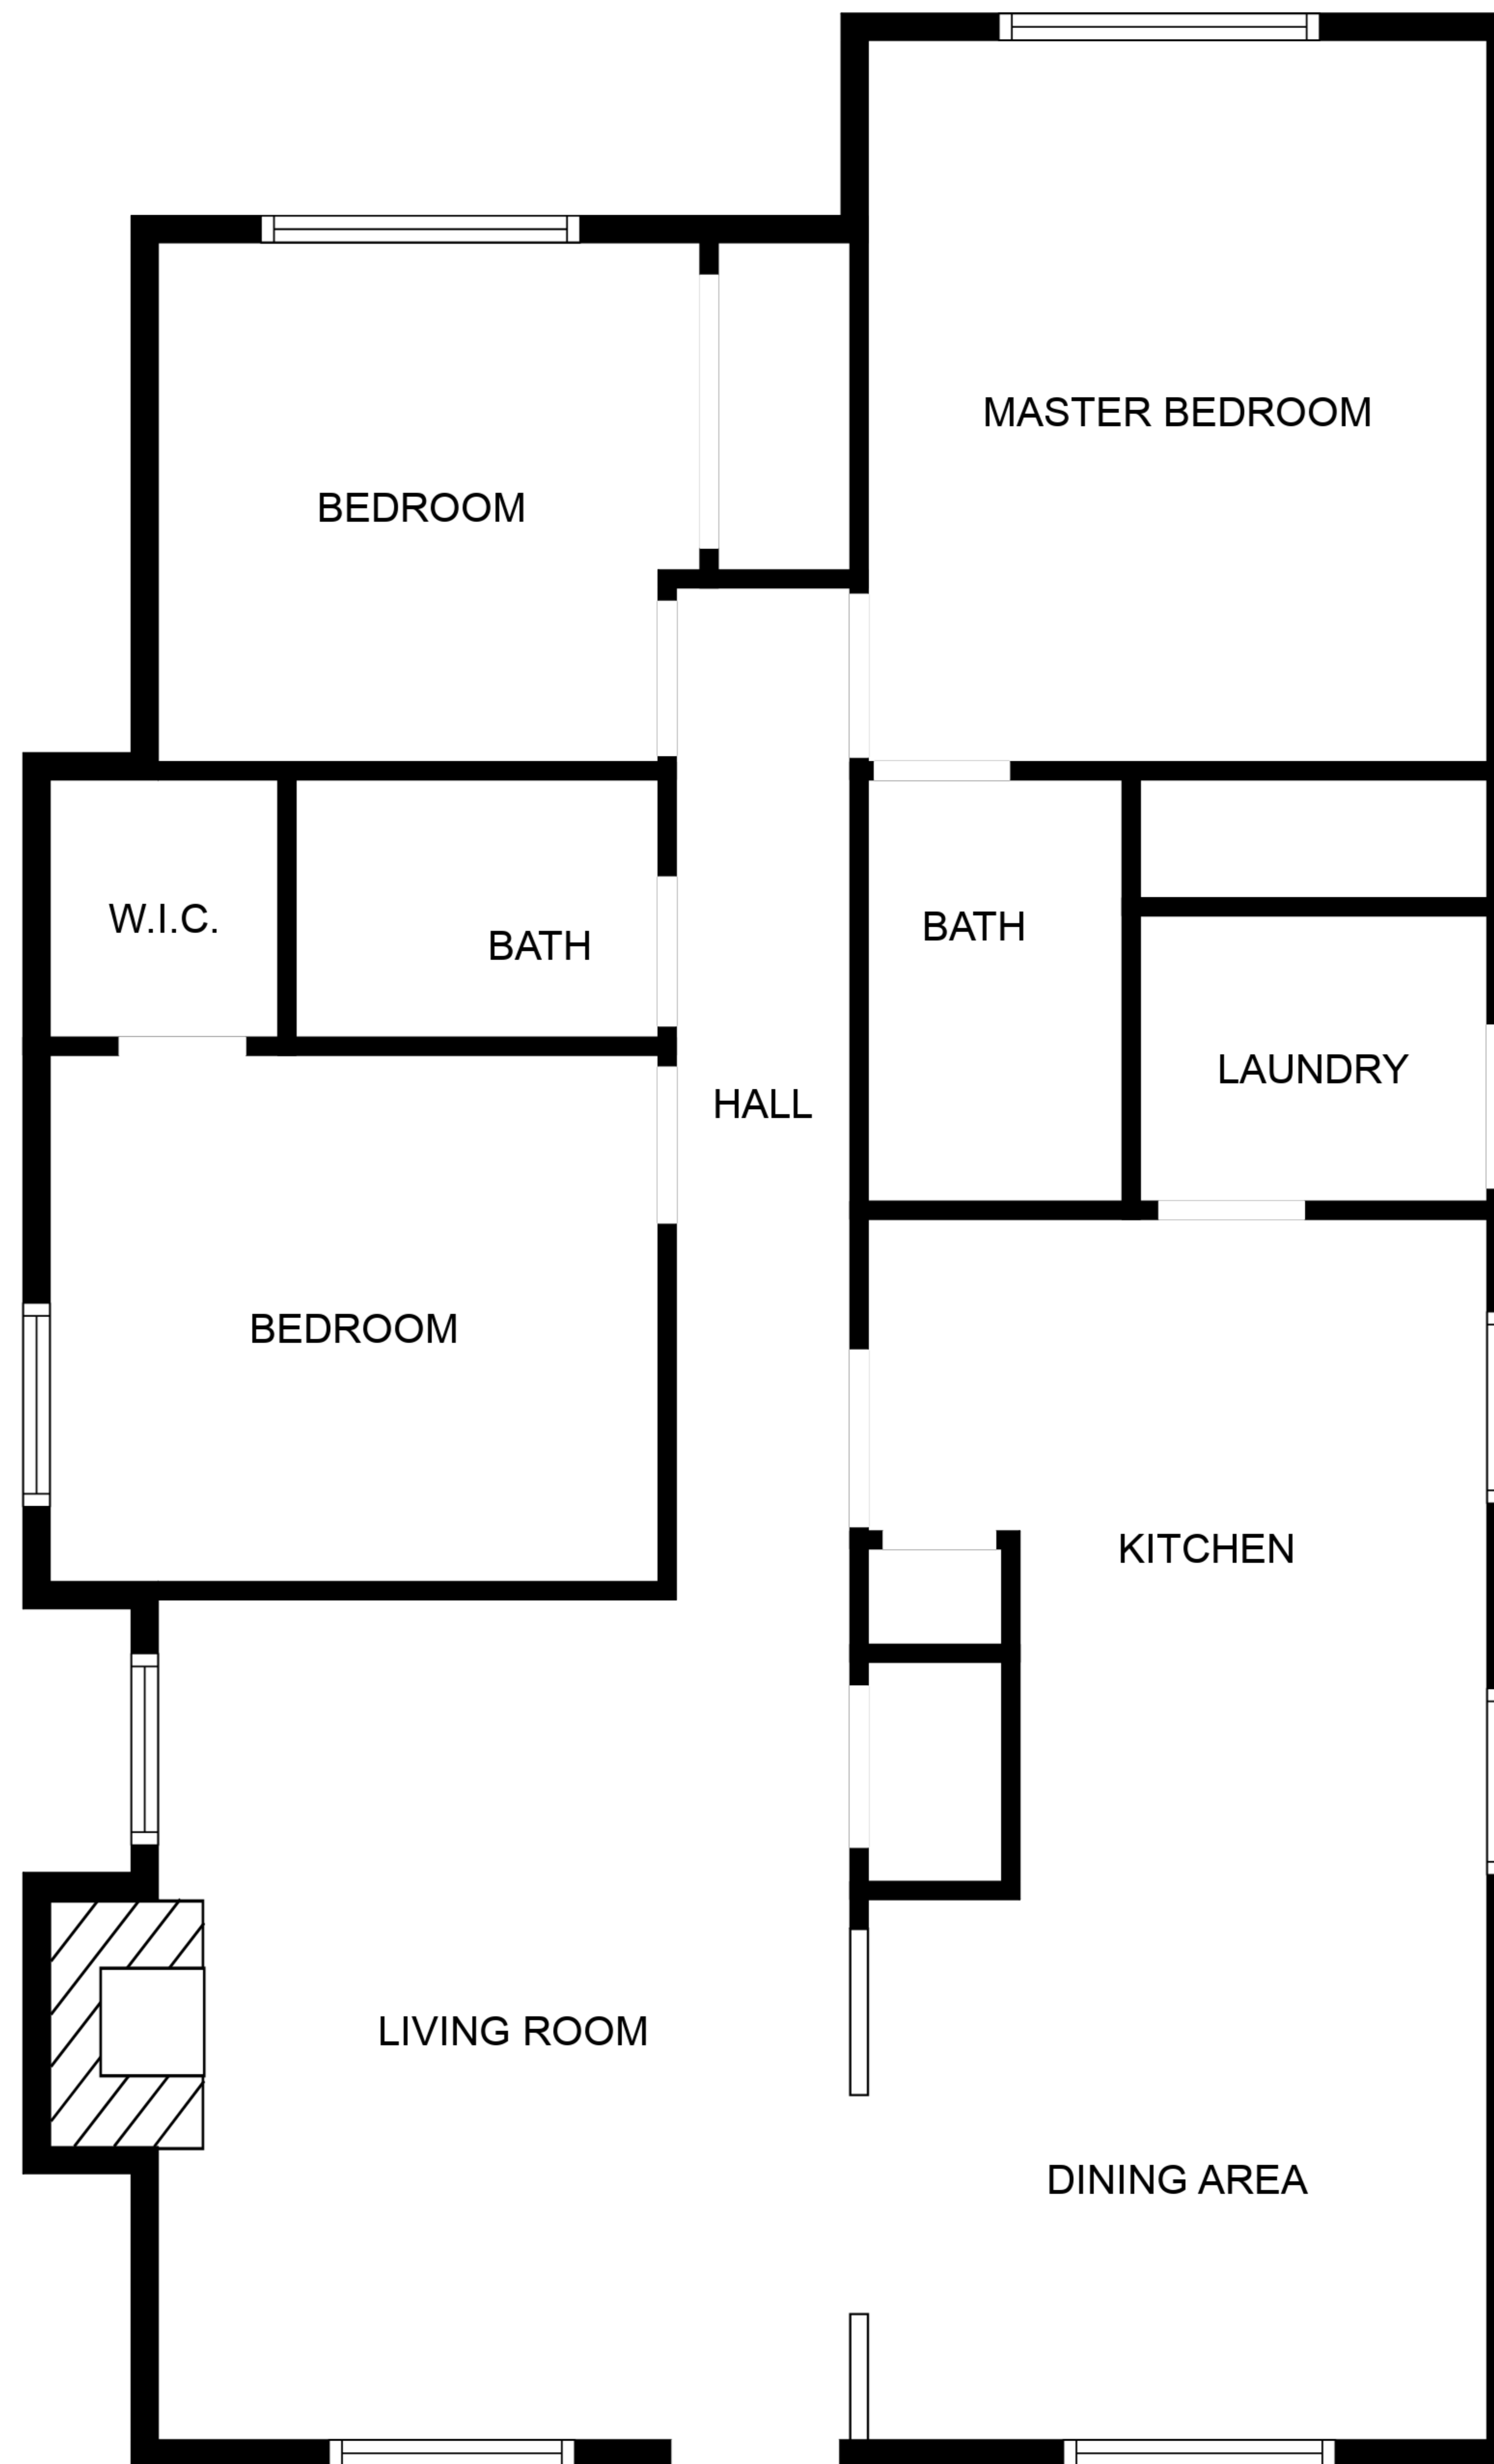 MASTER BEDROOM
BEDROOM
W.I.C.
BATH
BATH
LAUNDRY
HALL
BEDROOM
KITCHEN
LIVING ROOM
DINING AREA